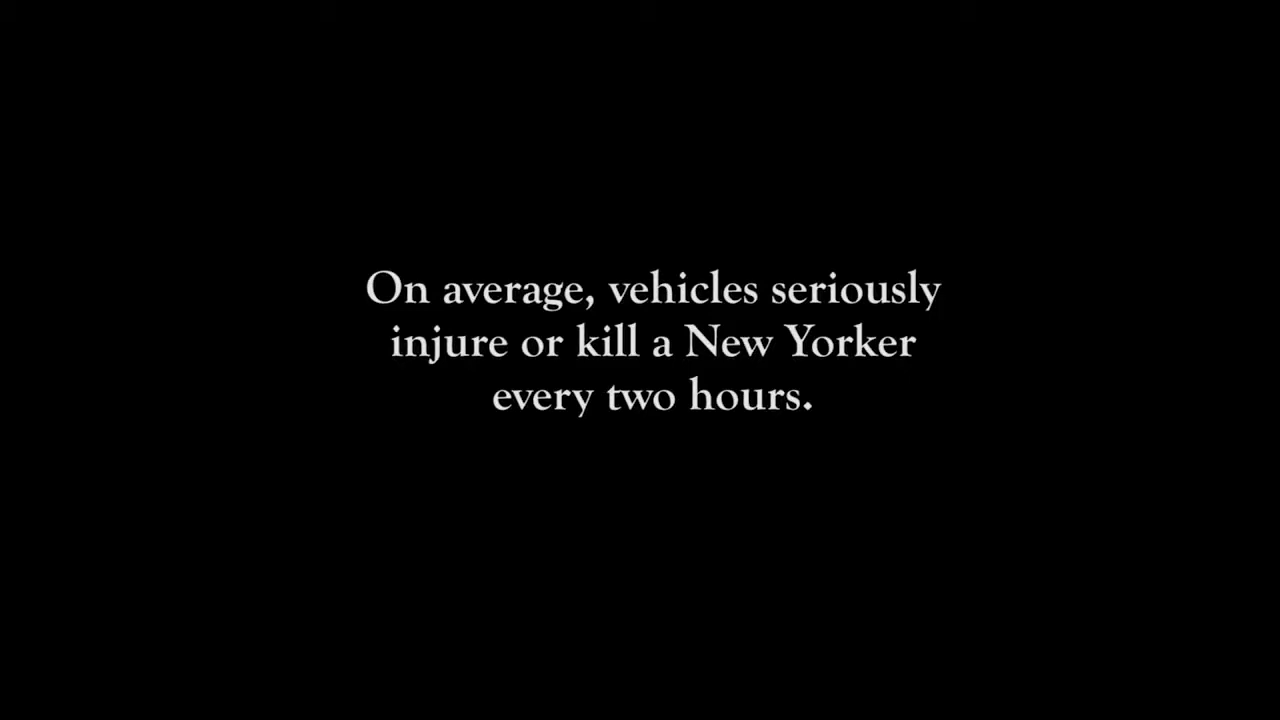 On average, vehicles seriously
injure or kill a New Yorker
every two hours.